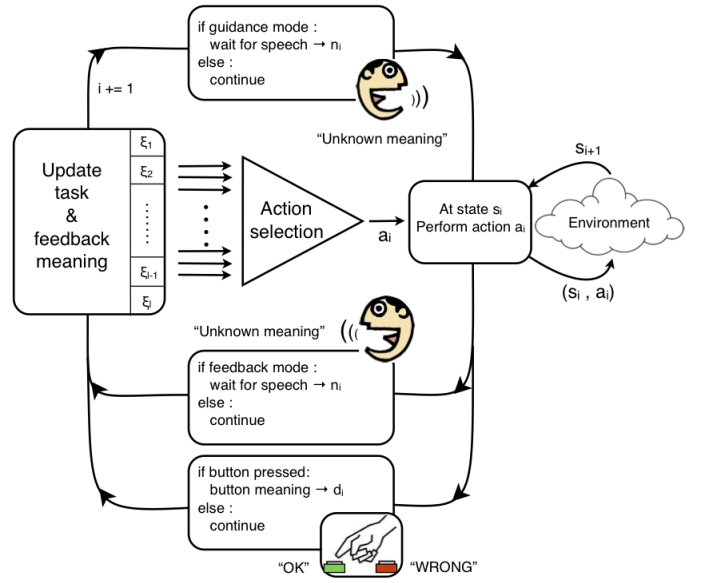 if guidance mode :
wait for speech → nᵢ
else :
continue
i += 1
"Unknown meaning"
ξ₁
ξ₂
ξᵢ₋₁
ξᵢ
Update
task
&
feedback
meaning
Action
selection
aᵢ
At state sᵢ
Perform action aᵢ
sᵢ₊₁
Environment
(sᵢ , aᵢ)
"Unknown meaning"
if feedback mode :
wait for speech → nᵢ
else :
continue
if button pressed:
button meaning → dᵢ
else :
continue
"OK"
"WRONG"